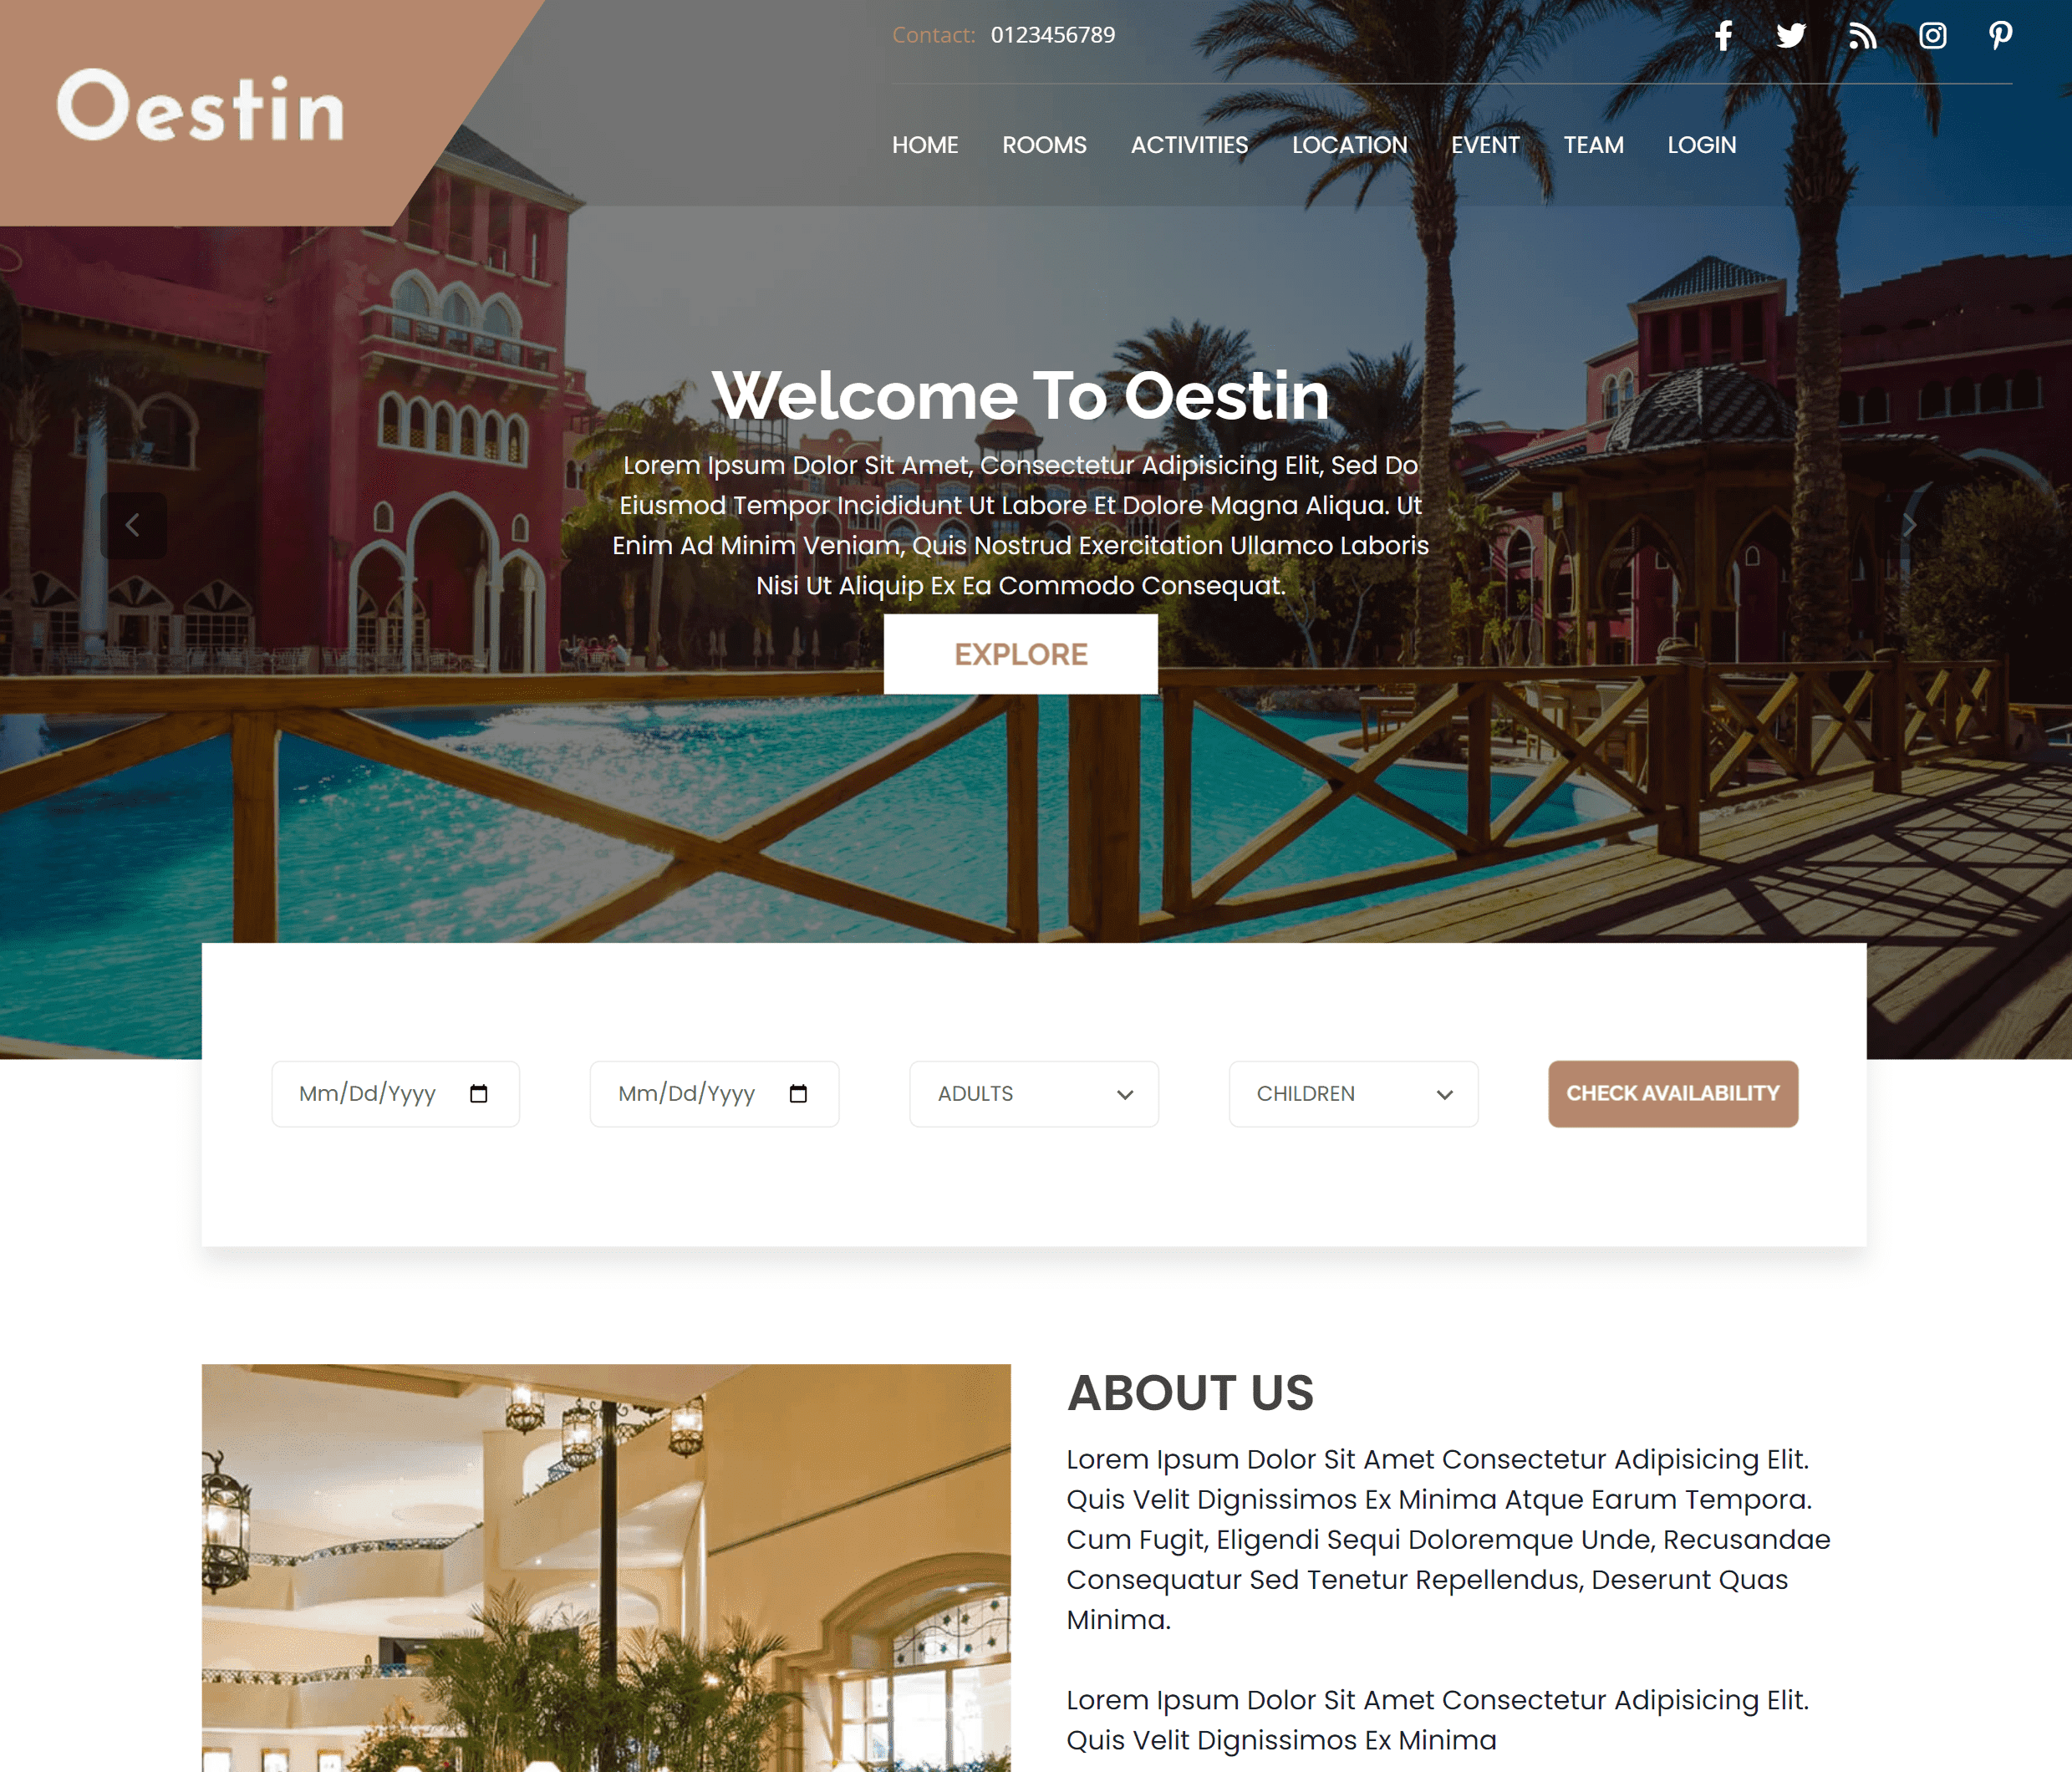 Oestin
Contact: 0123456789
HOME ROOMS ACTIVITIES LOCATION EVENT TEAM LOGIN
Welcome To Oestin
Lorem Ipsum Dolor Sit Amet, Consectetur Adipisicing Elit, Sed Do
Eiusmod Tempor Incididunt Ut Labore Et Dolore Magna Aliqua. Ut
Enim Ad Minim Veniam, Quis Nostrud Exercitation Ullamco Laboris
Nisi Ut Aliquip Ex Ea Commodo Consequat.
EXPLORE
Mm/Dd/Yyyy Mm/Dd/Yyyy ADULTS CHILDREN CHECK AVAILABILITY
ABOUT US
Lorem Ipsum Dolor Sit Amet Consectetur Adipisicing Elit.
Quis Velit Dignissimos Ex Minima Atque Earum Tempora.
Cum Fugit, Eligendi Sequi Doloremque Unde, Recusandae
Consequatur Sed Tenetur Repellendus, Deserunt Quas
Minima.
Lorem Ipsum Dolor Sit Amet Consectetur Adipisicing Elit.
Quis Velit Dignissimos Ex Minima